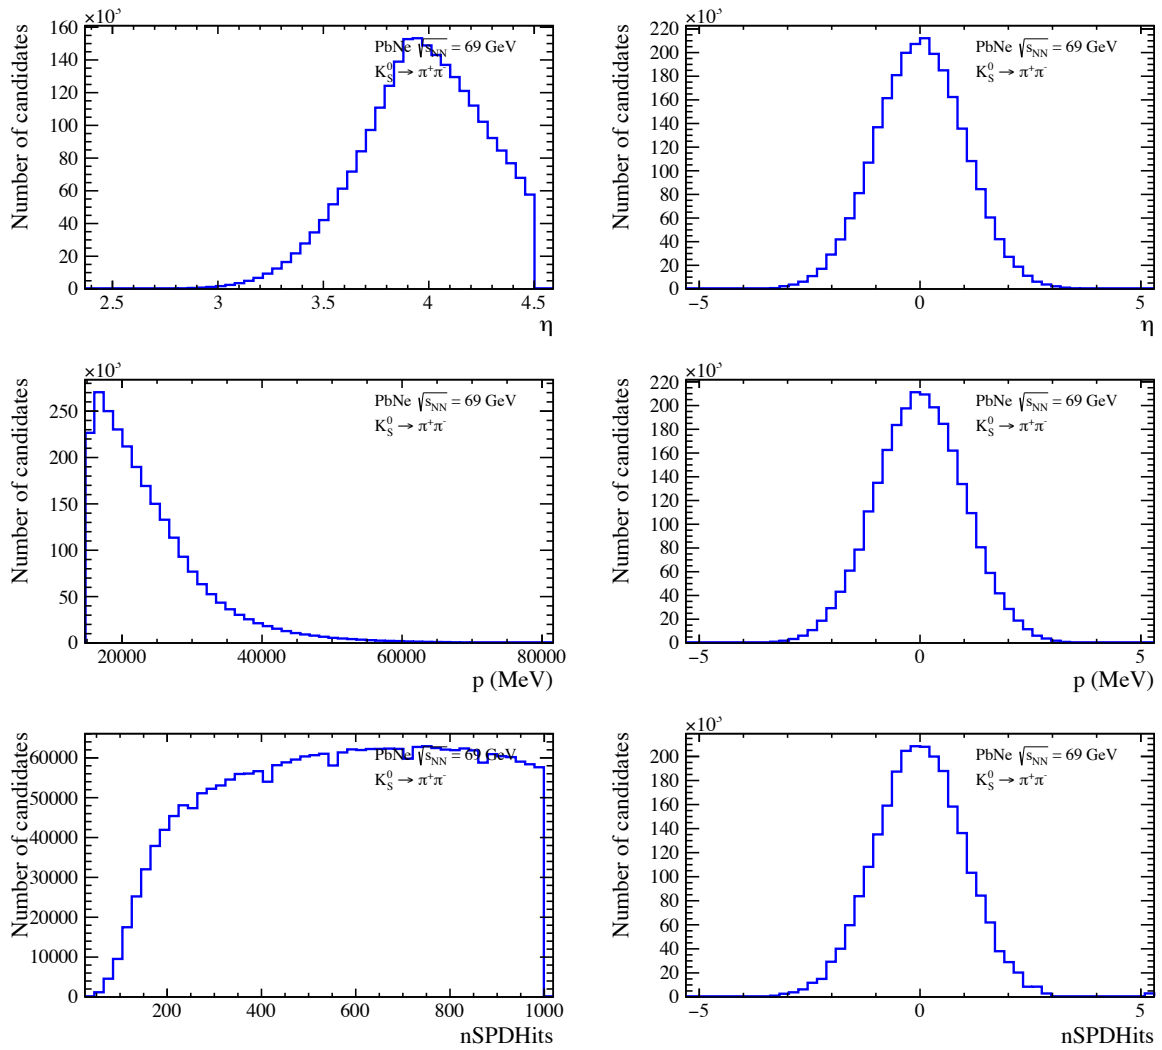 ×10³
Number of candidates
160
140
120
100
80
60
40
20
0
PbNe √s_NN = 69 GeV
K⁰_S → π⁺π⁻
2.5 3 3.5 4 4.5
η
×10³
Number of candidates
220
200
180
160
140
120
100
80
60
40
20
0
PbNe √s_NN = 69 GeV
K⁰_S → π⁺π⁻
−5 0 5
η
×10³
Number of candidates
250
200
150
100
50
0
PbNe √s_NN = 69 GeV
K⁰_S → π⁺π⁻
20000 40000 60000 80000
p (MeV)
×10³
Number of candidates
220
200
180
160
140
120
100
80
60
40
20
0
PbNe √s_NN = 69 GeV
K⁰_S → π⁺π⁻
−5 0 5
p (MeV)
Number of candidates
60000
50000
40000
30000
20000
10000
0
PbNe √s_NN = 69 GeV
K⁰_S → π⁺π⁻
200 400 600 800 1000
nSPDHits
×10³
Number of candidates
200
180
160
140
120
100
80
60
40
20
0
PbNe √s_NN = 69 GeV
K⁰_S → π⁺π⁻
−5 0 5
nSPDHits